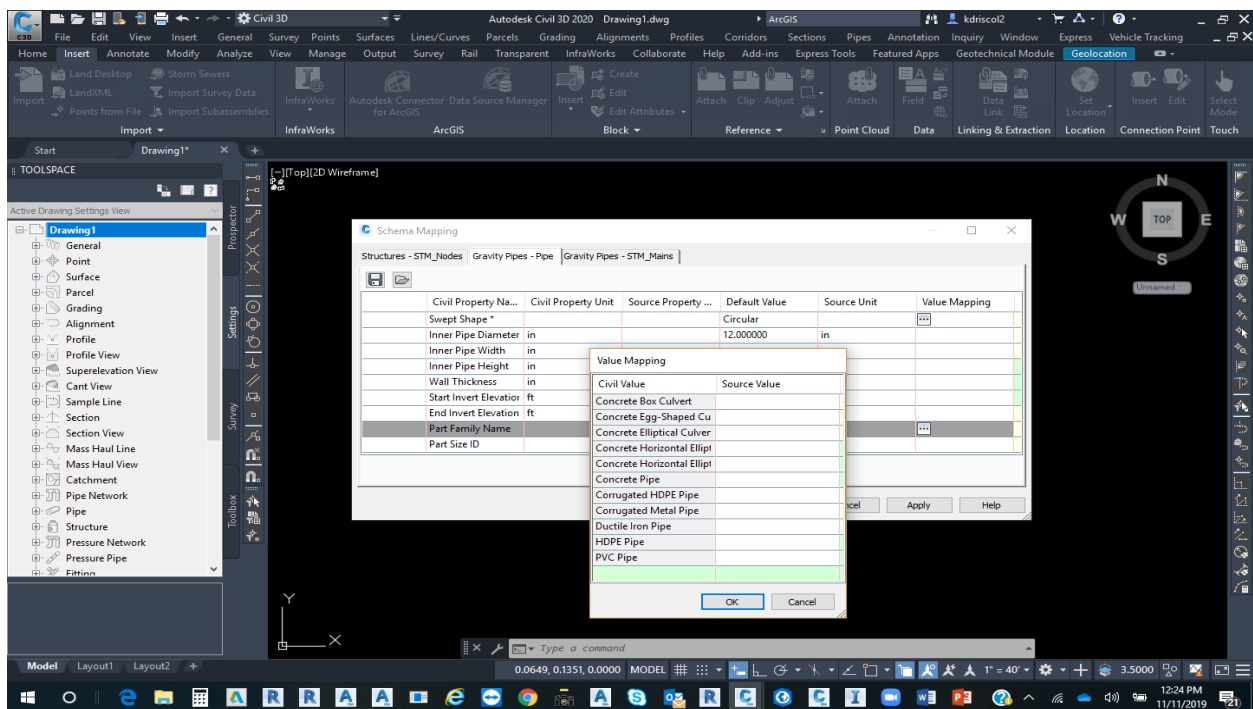 Civil 3D Autodesk Civil 3D 2020 Drawing1.dwg ArcGIS kdriscol2
C3D File Edit View Insert General Survey Points Surfaces Lines/Curves Parcels Grading Alignments Profiles Corridors Sections Pipes Annotation Inquiry Window Express Vehicle Tracking
Home Insert Annotate Modify Analyze View Manage Output Survey Rail Transparent InfraWorks Collaborate Help Add-ins Express Tools Featured Apps Geotechnical Module Geolocation
Land Desktop Storm Sewers Create
LandXML Import Survey Data Edit
Import Points from File Import Subassemblies InfraWorks Autodesk Connector for ArcGIS Data Source Manager Insert Edit Attributes Attach Clip Adjust Attach Field Data Link Set Location Insert Edit Select Mode
Import InfraWorks ArcGIS Block Reference Point Cloud Data Linking & Extraction Location Connection Point Touch
Start Drawing1* +
TOOLSPACE [−][Top][2D Wireframe]
Active Drawing Settings View
Drawing1
General
Point
Surface
Parcel
Grading
Alignment
Profile
Profile View
Superelevation View
Cant View
Sample Line
Section
Section View
Mass Haul Line
Mass Haul View
Catchment
Pipe Network
Pipe
Structure
Pressure Network
Pressure Pipe
Fitting
Prospector
Settings
Survey
Toolbox
N
W TOP E
S
Unnamed
Schema Mapping
Structures - STM_Nodes Gravity Pipes - Pipe Gravity Pipes - STM_Mains
Civil Property Na... Civil Property Unit Source Property ... Default Value Source Unit Value Mapping
Swept Shape * Circular ...
Inner Pipe Diameter in 12.000000 in
Inner Pipe Width in
Inner Pipe Height in
Wall Thickness in
Start Invert Elevation ft
End Invert Elevation ft
Part Family Name ...
Part Size ID
ncel Apply Help
Value Mapping
Civil Value Source Value
Concrete Box Culvert
Concrete Egg-Shaped Cu
Concrete Elliptical Culver
Concrete Horizontal Ellipt
Concrete Horizontal Ellipt
Concrete Pipe
Corrugated HDPE Pipe
Corrugated Metal Pipe
Ductile Iron Pipe
HDPE Pipe
PVC Pipe
OK Cancel
Y
X
Type a command
Model Layout1 Layout2 + 0.0649, 0.1351, 0.0000 MODEL 1" = 40' 3.5000
12:24 PM
11/11/2019